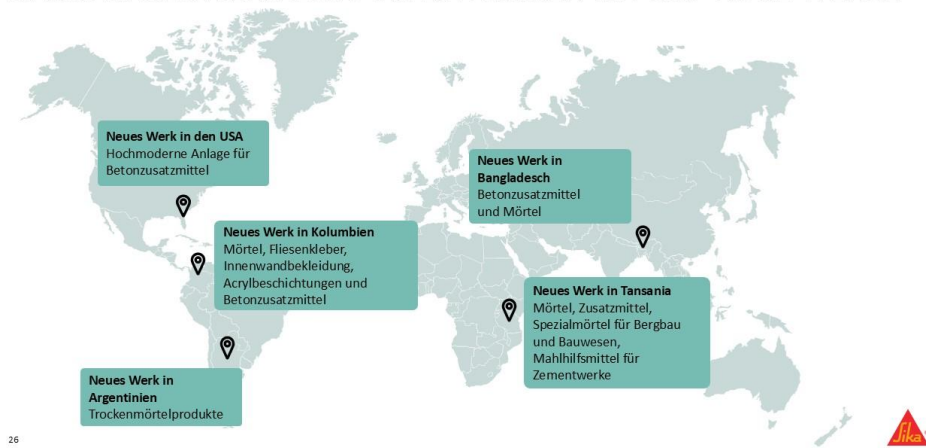 Neues Werk in den USA
Hochmoderne Anlage für
Betonzusatzmittel
Neues Werk in
Bangladesch
Betonzusatzmittel
und Mörtel
Neues Werk in Kolumbien
Mörtel, Fliesenkleber,
Innenwandbekleidung,
Acrylbeschichtungen und
Betonzusatzmittel
Neues Werk in Tansania
Mörtel, Zusatzmittel,
Spezialmörtel für Bergbau
und Bauwesen,
Mahlhilfsmittel für
Zementwerke
Neues Werk in
Argentinien
Trockenmörtelprodukte
26
Sika